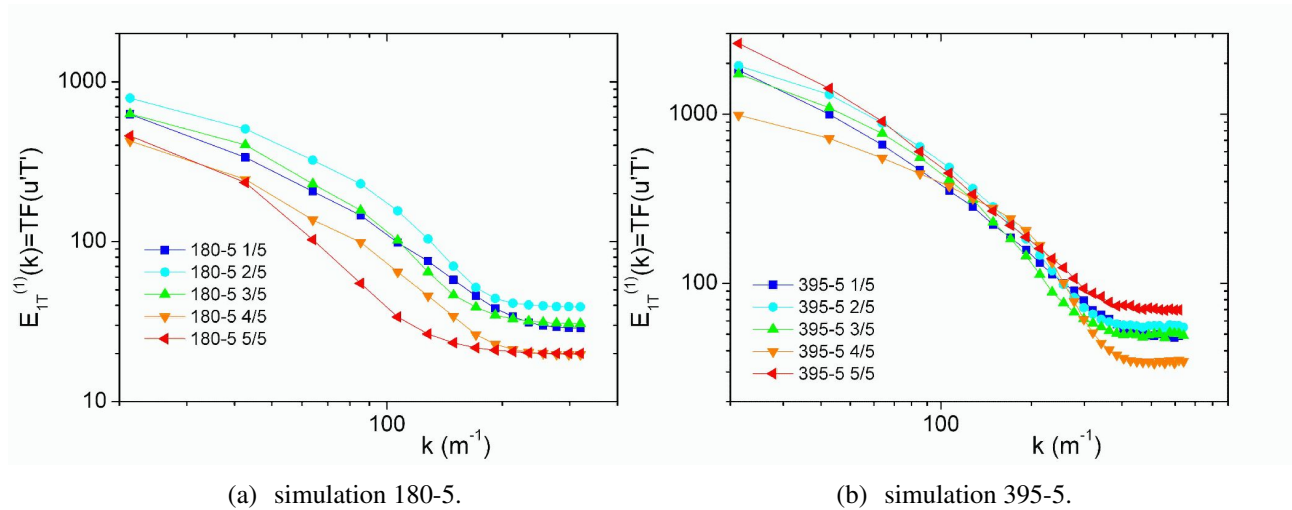 1000
100
10
E1T(1)(k)=TF(u'T')
180-5 1/5
180-5 2/5
180-5 3/5
180-5 4/5
180-5 5/5
100
k (m-1)
(a) simulation 180-5.
1000
100
E1T(1)(k)=TF(u'T')
395-5 1/5
395-5 2/5
395-5 3/5
395-5 4/5
395-5 5/5
100
k (m-1)
(b) simulation 395-5.